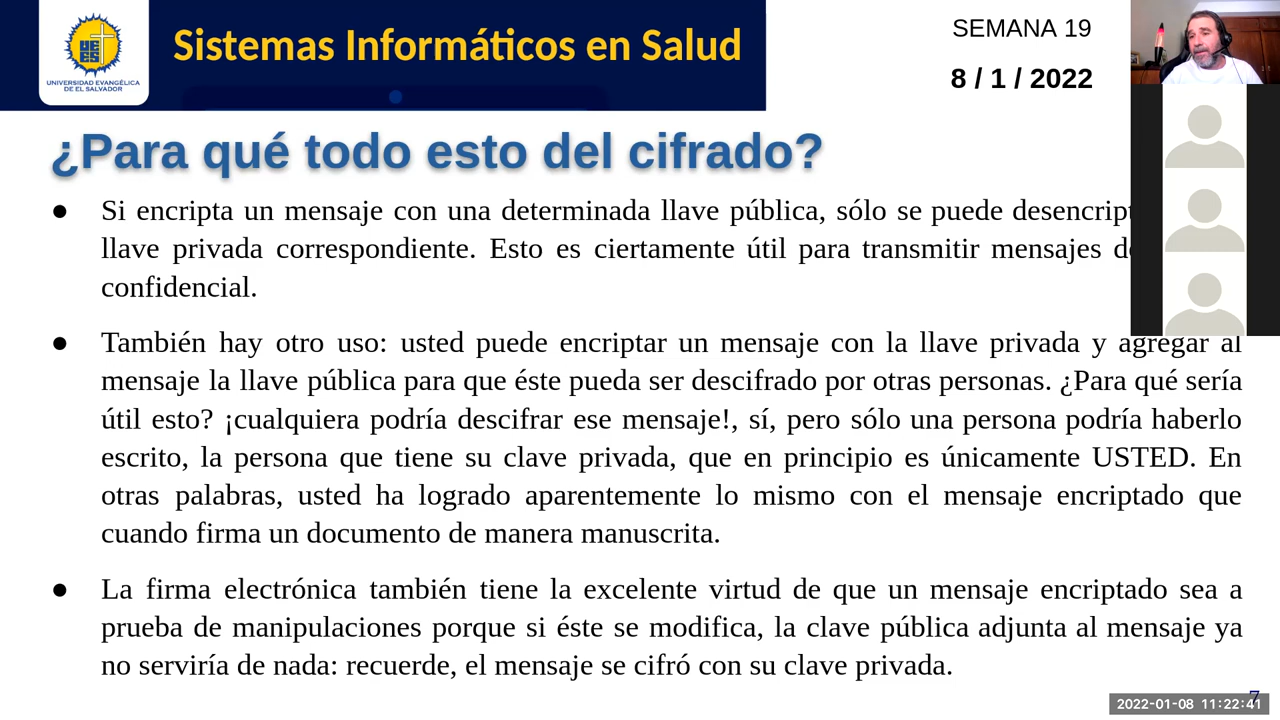 Sistemas Informáticos en Salud
UNIVERSIDAD EVANGÉLICA
DE EL SALVADOR
SEMANA 19
8 / 1 / 2022
¿Para qué todo esto del cifrado?
● Si encripta un mensaje con una determinada llave pública, sólo se puede
llave privada correspondiente. Esto es ciertamente útil para transmitir mensajes
confidencial.
● También hay otro uso: usted puede encriptar un mensaje con la llave privada y agregar al
mensaje la llave pública para que éste pueda ser descifrado por otras personas. ¿Para qué sería
útil esto? ¡cualquiera podría descifrar ese mensaje!, sí, pero sólo una persona podría haberlo
escrito, la persona que tiene su clave privada, que en principio es únicamente USTED. En
otras palabras, usted ha logrado aparentemente lo mismo con el mensaje encriptado que
cuando firma un documento de manera manuscrita.
● La firma electrónica también tiene la excelente virtud de que un mensaje encriptado sea a
prueba de manipulaciones porque si éste se modifica, la clave pública adjunta al mensaje ya
no serviría de nada: recuerde, el mensaje se cifró con su clave privada.
7
2022-01-08 11:22:41